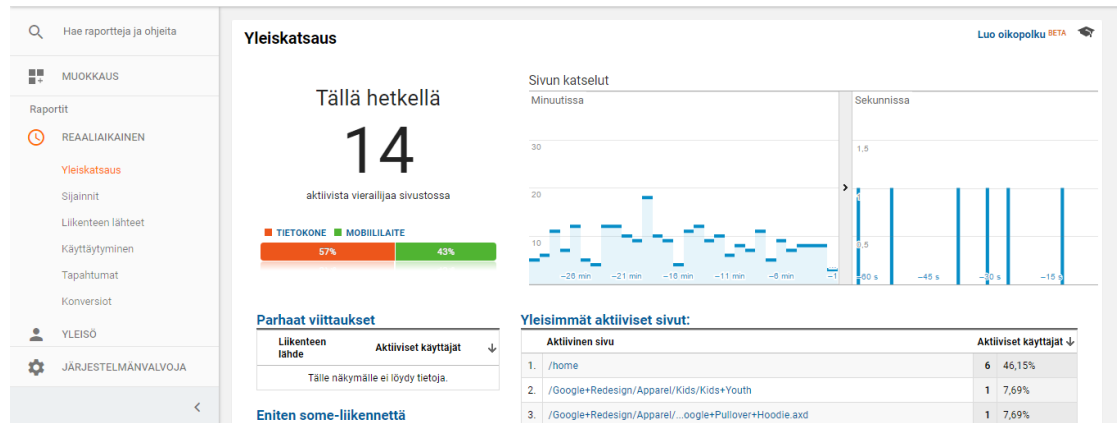 Hae raportteja ja ohjeita
MUOKKAUS
Raportit
REAALIAIKAINEN
Yleiskatsaus
Sijainnit
Liikenteen lähteet
Käyttäytyminen
Tapahtumat
Konversiot
YLEISÖ
JÄRJESTELMÄNVALVOJA
Yleiskatsaus
Luo oikopolku BETA
Tällä hetkellä
14
aktiivista vierailijaa sivustossa
TIETOKONE MOBIILILAITE
57% 43%
Sivun katselut
Minuutissa
30
20
10
-26 min -21 min -16 min -11 min -6 min -1
Sekunnissa
1,5
1
0,5
-60 s -45 s -30 s -15 s
Parhaat viittaukset
Liikenteen lähde Aktiiviset käyttäjät
Tälle näkymälle ei löydy tietoja.
Eniten some-liikennettä
Yleisimmät aktiiviset sivut:
Aktiivinen sivu Aktiiviset käyttäjät
1. /home 6 46,15%
2. /Google+Redesign/Apparel/Kids/Kids+Youth 1 7,69%
3. /Google+Redesign/Apparel/...oogle+Pullover+Hoodie.axd 1 7,69%